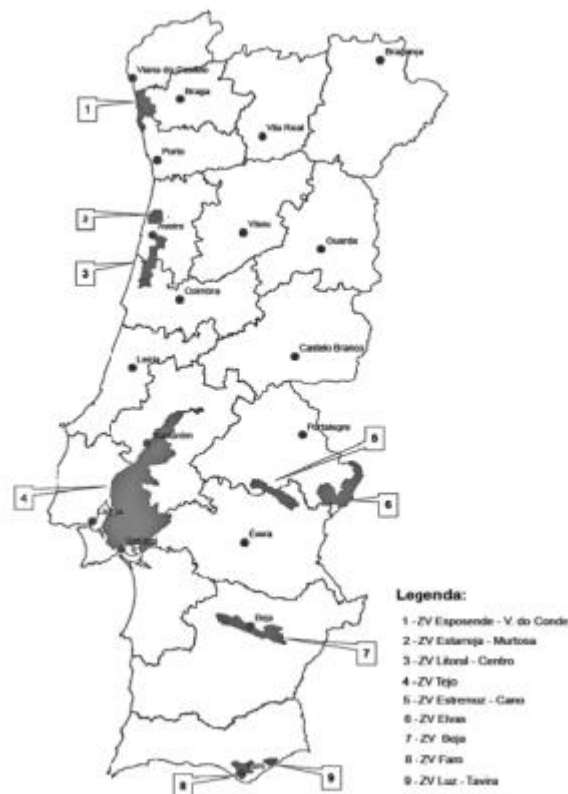 Bragança
Viana do Castelo
1
Braga
Vila Real
Porto
2
Aveiro
Viseu
Guarda
3
Coimbra
Castelo Branco
Leiria
Portalegre
Santarém
5
4
6
Évora
Beja
7
8
9
Legenda:
1 - ZV Esposende - V. do Conde
2 - ZV Estarreja - Murtosa
3 - ZV Litoral - Centro
4 - ZV Tejo
5 - ZV Estremoz - Cano
6 - ZV Elvas
7 - ZV Beja
8 - ZV Faro
9 - ZV Luz - Tavira